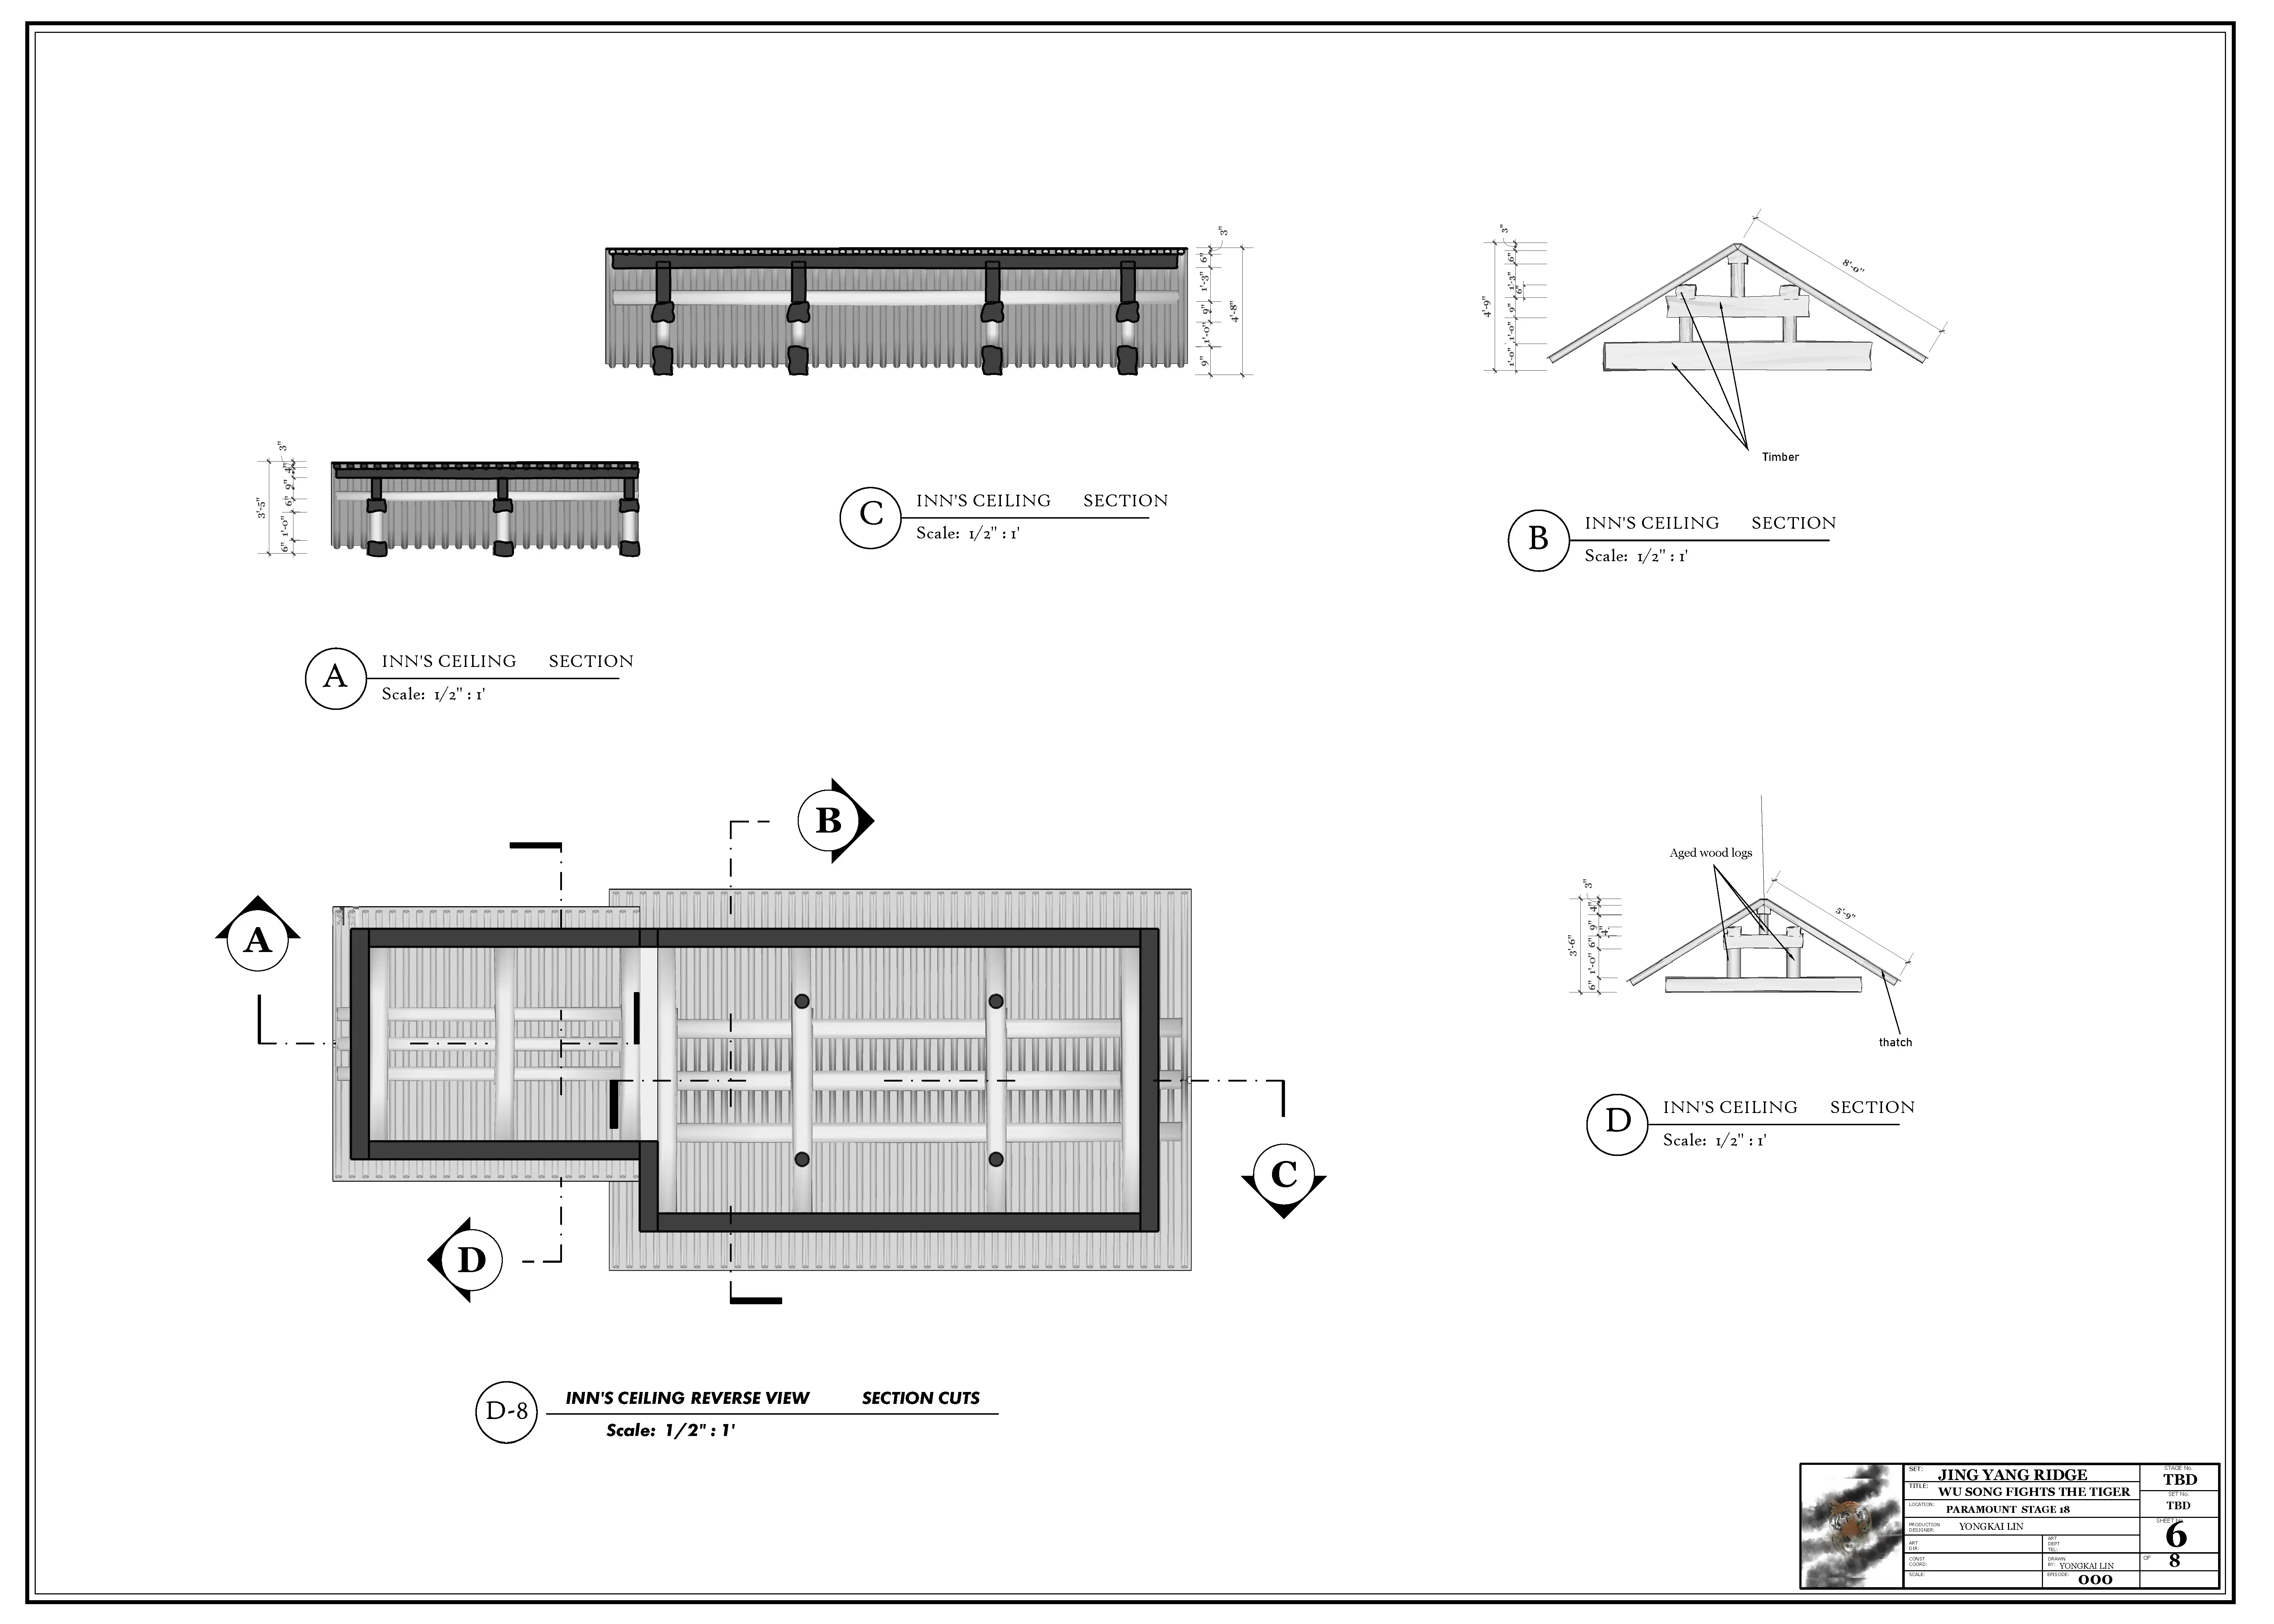 3"
6"
1'-3"
9"
1'-0"
9"
4'-8"
3"
6"
1'-3"
6"
9"
1'-0"
1'-0"
4'-9"
8'-0"
Timber
3"
4"
9"
6"
1'-0"
6"
3'-5"
C
INN'S CEILING SECTION
Scale: 1/2" : 1'
B
INN'S CEILING SECTION
Scale: 1/2" : 1'
A
INN'S CEILING SECTION
Scale: 1/2" : 1'
B
A
D
C
Aged wood logs
3"
4"
9"
4"
6"
1'-0"
6"
3'-6"
5'-9"
thatch
D
INN'S CEILING SECTION
Scale: 1/2" : 1'
D-8
INN'S CEILING REVERSE VIEW SECTION CUTS
Scale: 1/2" : 1'
SET: JING YANG RIDGE
TITLE: WU SONG FIGHTS THE TIGER
LOCATION: PARAMOUNT STAGE 18
PRODUCTION DESIGNER: YONGKAI LIN
ART DIR:
ART DEPT TEL:
CONST COORD:
DRAWN BY: YONGKAI LIN
SCALE:
EPISODE: 000
STAGE No.
TBD
SET No.
TBD
SHEET No.
6
OF 8